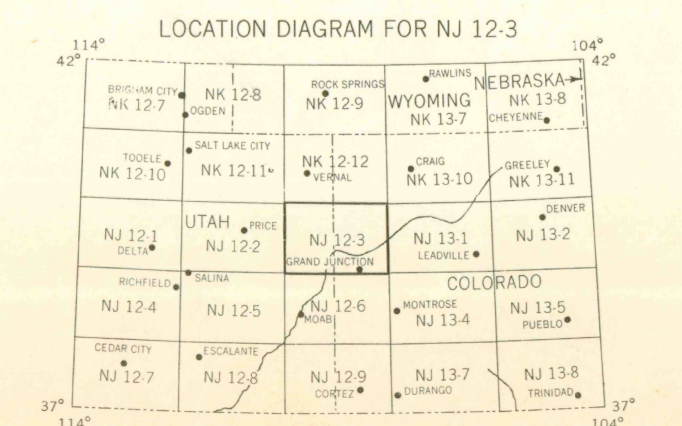 LOCATION DIAGRAM FOR NJ 12-3
114° 104°
42° 42°
BRIGHAM CITY
NK 12-7
OGDEN
NK 12-8
ROCK SPRINGS
NK 12-9
RAWLINS
WYOMING
NK 13-7
NEBRASKA
NK 13-8
CHEYENNE
TOOELE
NK 12-10
SALT LAKE CITY
NK 12-11
NK 12-12
VERNAL
CRAIG
NK 13-10
GREELEY
NK 13-11
NJ 12-1
DELTA
UTAH
PRICE
NJ 12-2
NJ 12-3
GRAND JUNCTION
NJ 13-1
LEADVILLE
DENVER
NJ 13-2
RICHFIELD
NJ 12-4
SALINA
NJ 12-5
NJ 12-6
MOAB
COLORADO
MONTROSE
NJ 13-4
NJ 13-5
PUEBLO
CEDAR CITY
NJ 12-7
ESCALANTE
NJ 12-8
NJ 12-9
CORTEZ
NJ 13-7
DURANGO
NJ 13-8
TRINIDAD
37° 37°
114° 104°